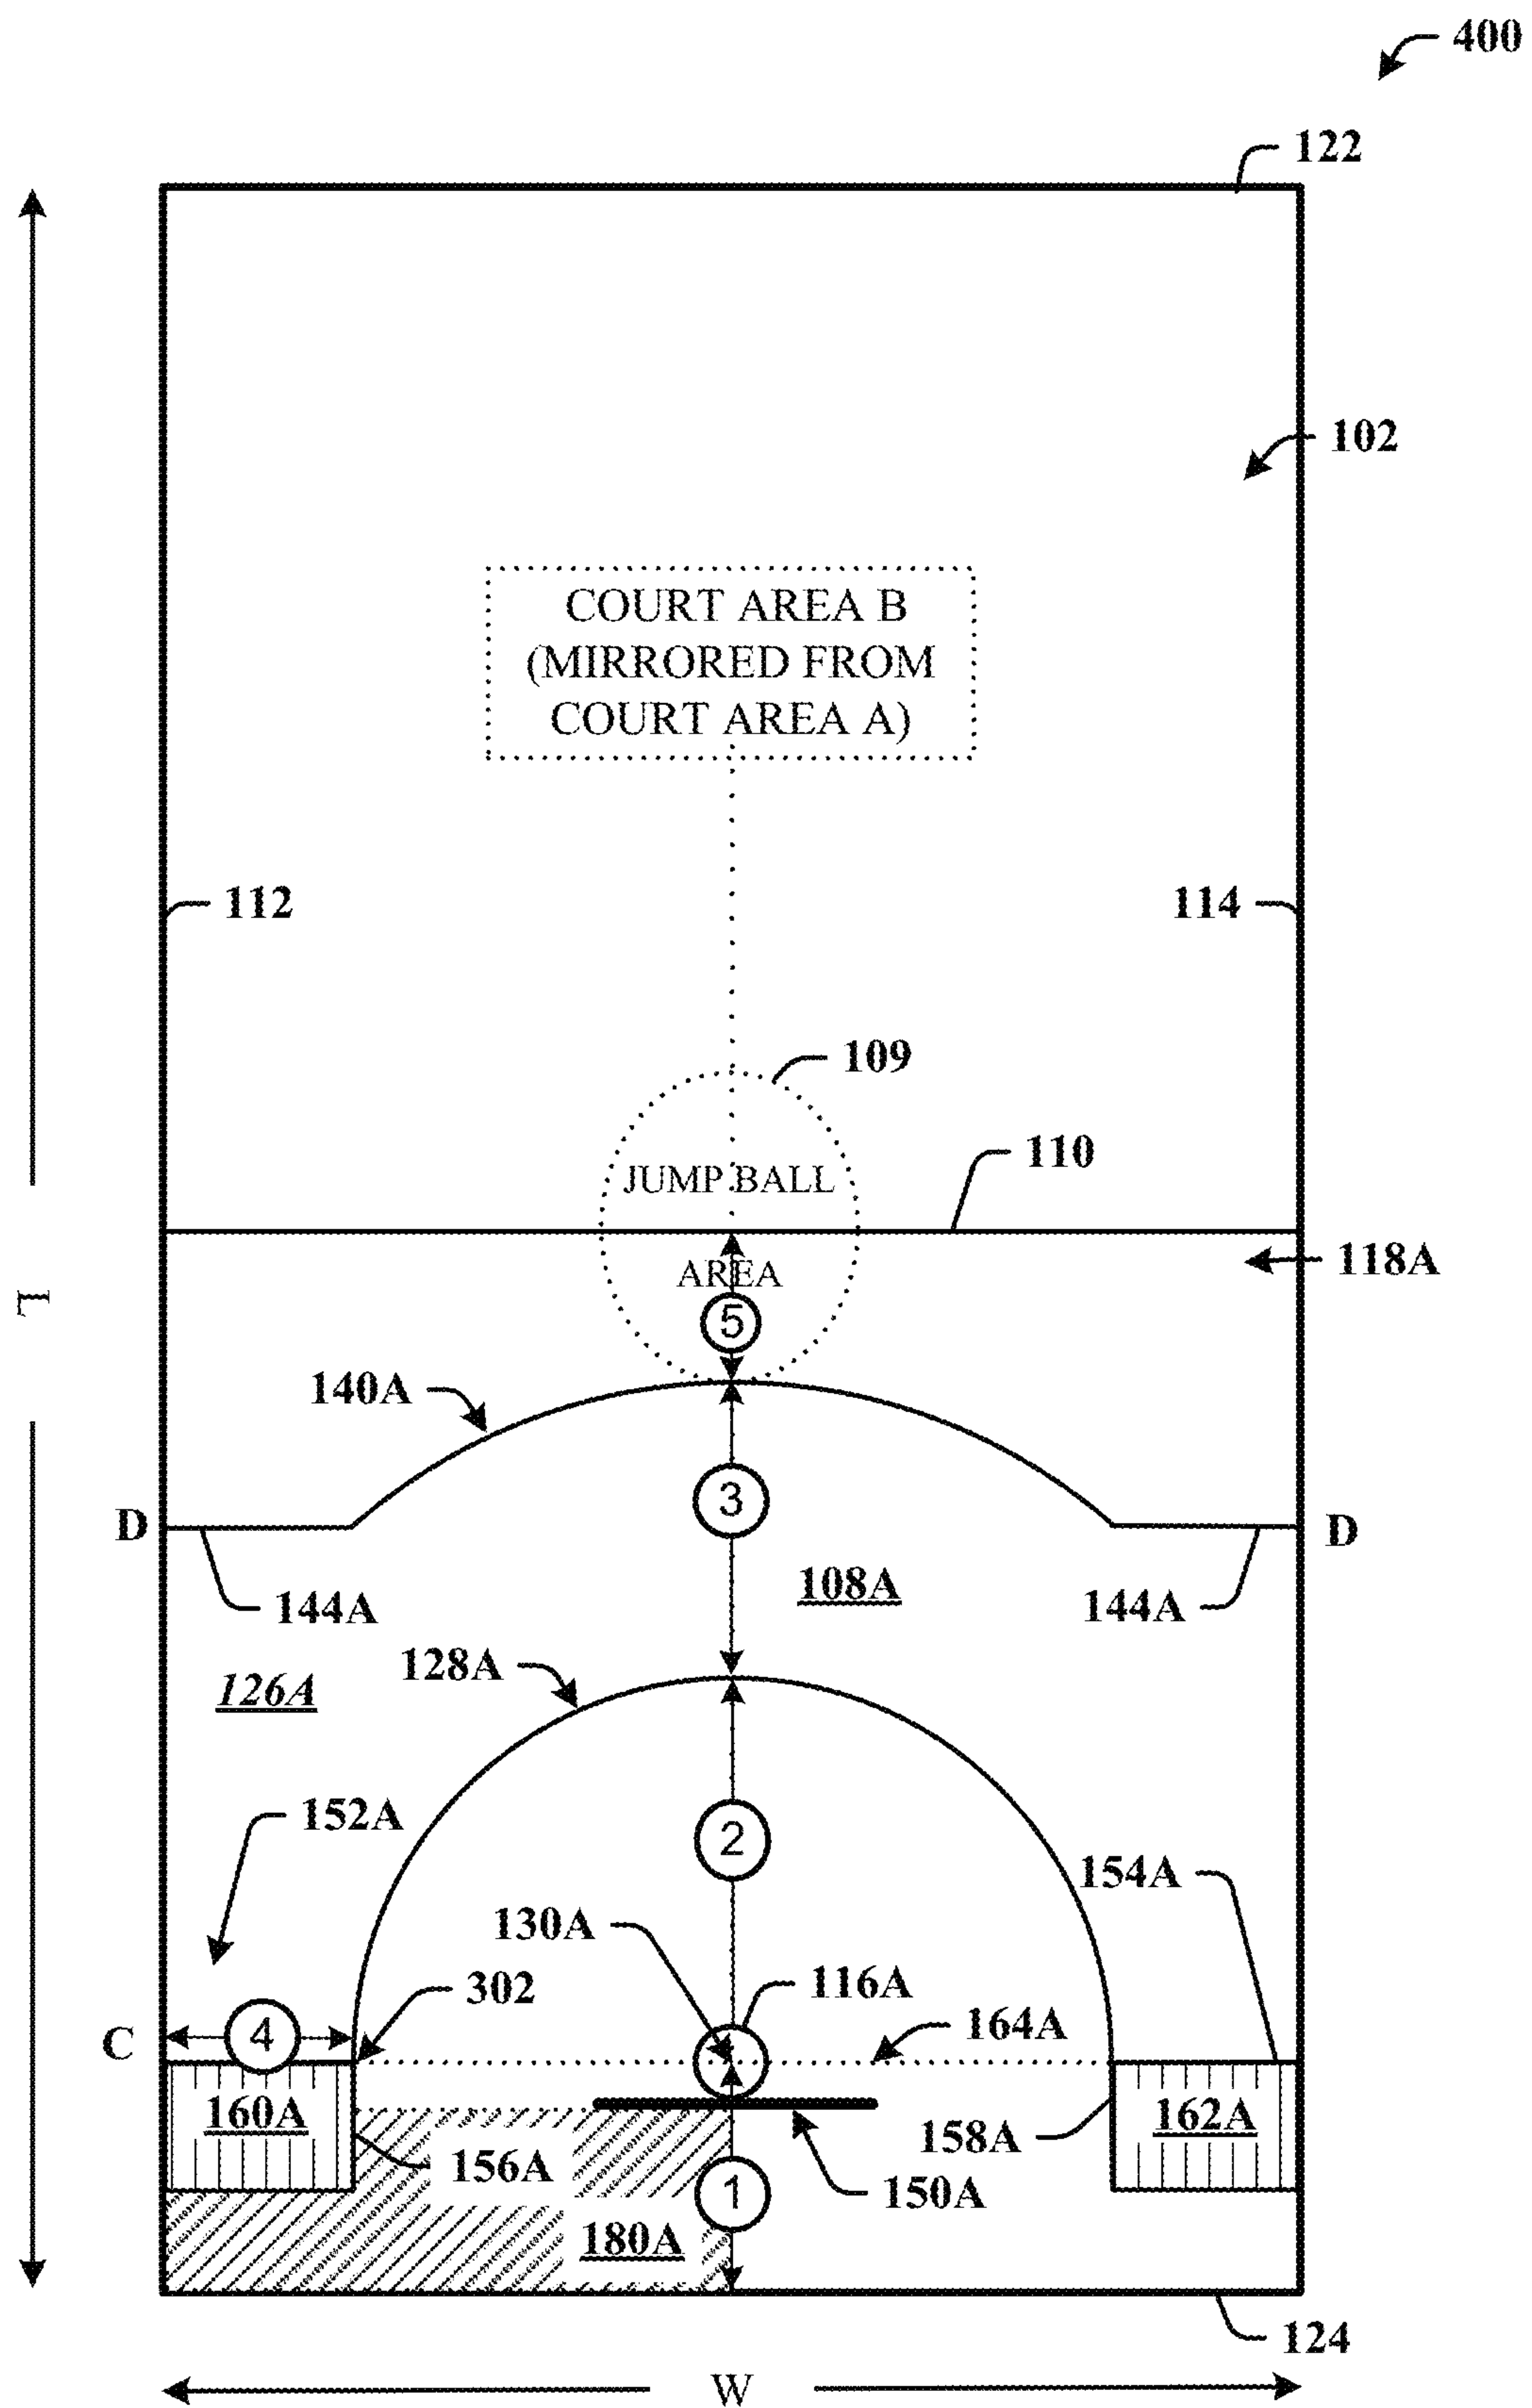 400
122
102
COURT AREA B
(MIRRORED FROM
COURT AREA A)
112
114
109
110
JUMP BALL
118A
AREA
L
5
140A
3
D
D
108A
144A
144A
128A
126A
152A
2
154A
130A
302
116A
164A
C
4
160A
162A
156A
158A
150A
1
180A
124
W